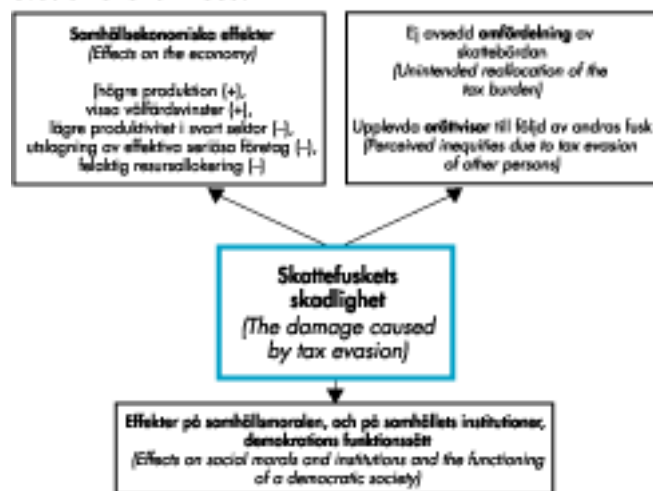 Samhällsekonomiska effekter
(Effects on the economy)
(högre produktion (+),
vissa välfärdsvinster (+),
lägre produktivitet i svart sektor (–),
utslagning av effektiva seriösa företag (–),
felaktig resursallokering (–)
Ej avsedd omfördelning av
skattebördan
(Unintended reallocation of the
tax burden)
Upplevda orättvisor till följd av andras fusk
(Perceived inequities due to tax evasion
of other persons)
Skattefuskets
skadlighet
(The damage caused
by tax evasion)
Effekter på samhällsmoralen, och på samhällets institutioner,
demokratins funktionssätt
(Effects on social morals and institutions and the functioning
of a democratic society)